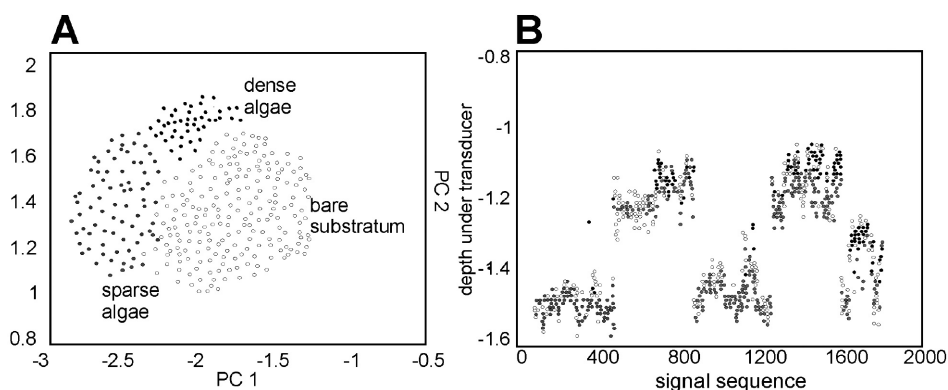 A
2
1.8
1.6
1.4
1.2
1
0.8
dense
algae
bare
substratum
sparse
algae
-3
-2.5
-2
-1.5
-1
-0.5
PC 1
PC 2
B
depth under transducer
-0.8
-1
-1.2
-1.4
-1.6
0
400
800
1200
1600
2000
signal sequence